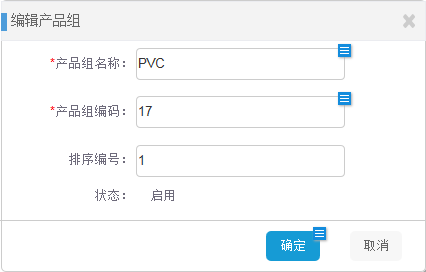 编辑产品组
*产品组名称： PVC
*产品组编码： 17
排序编号： 1
状态： 启用
确定 取消